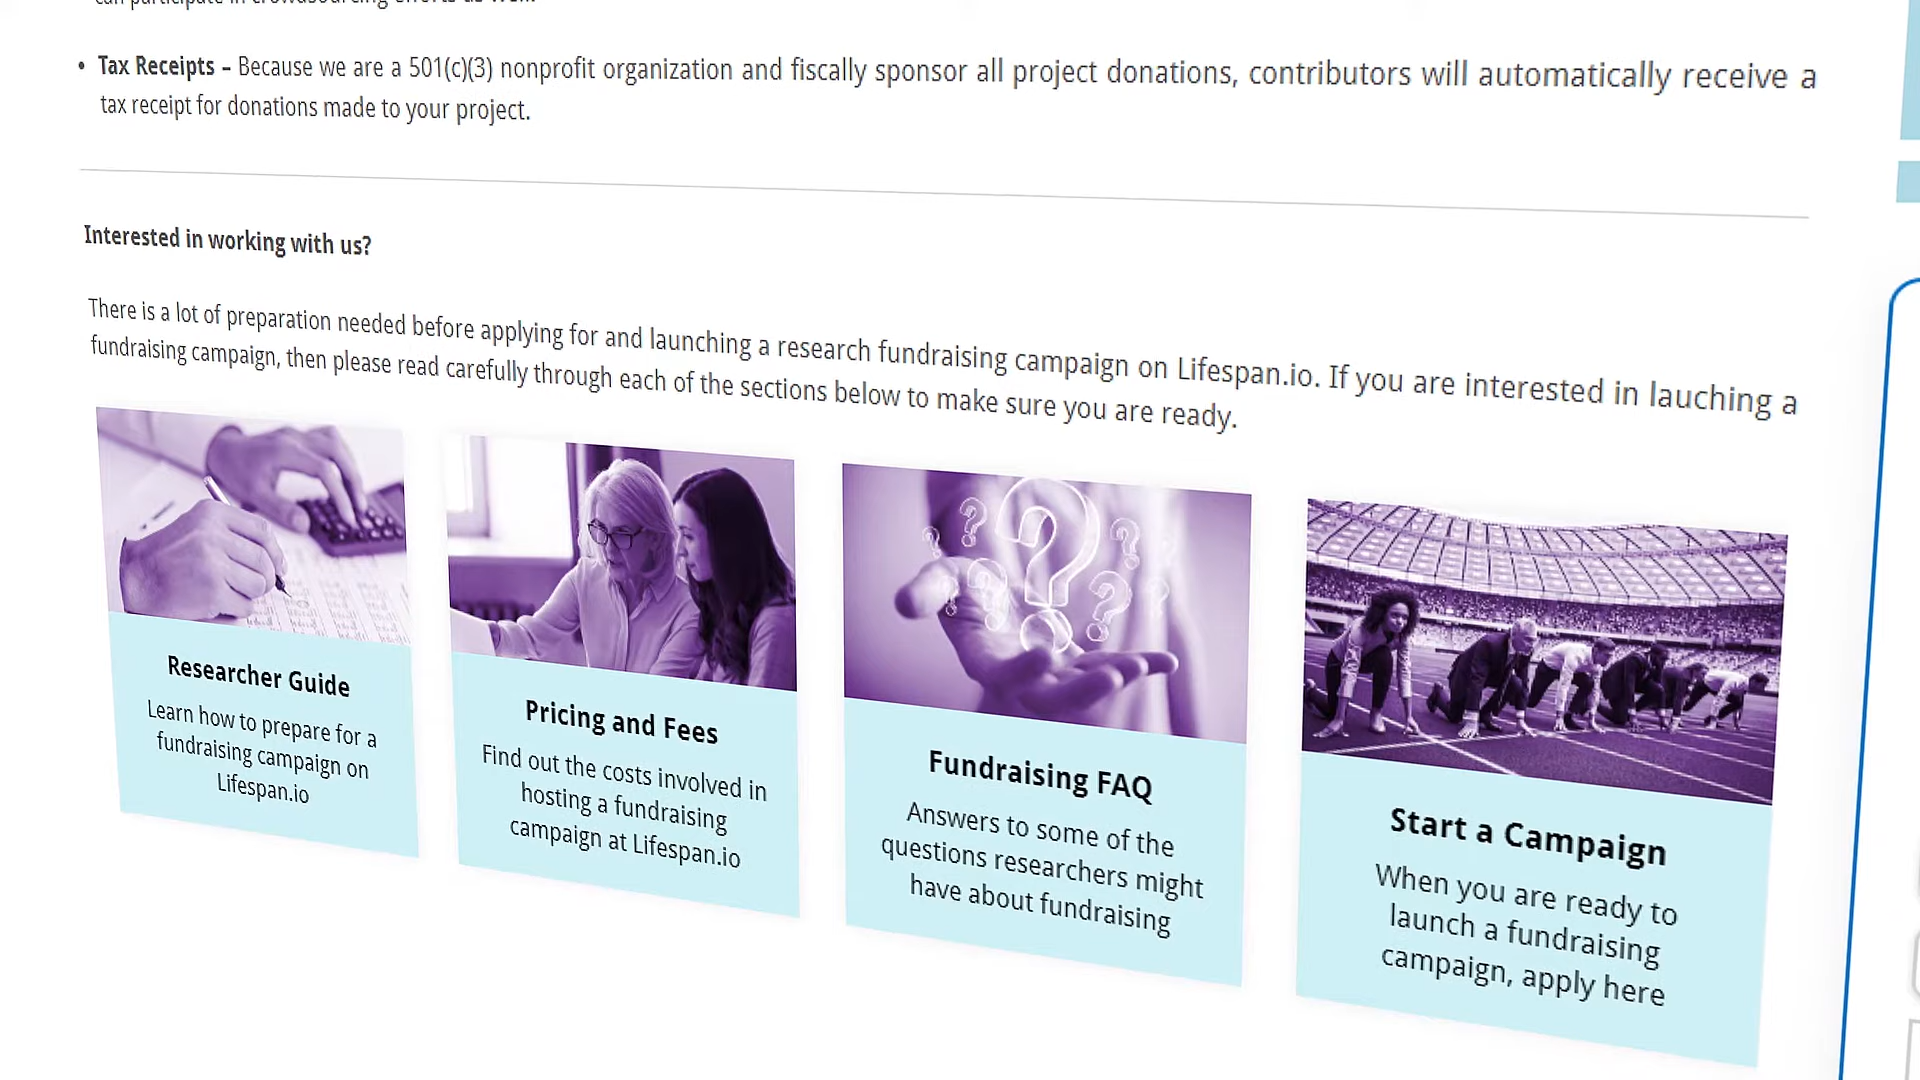 • Tax Receipts – Because we are a 501(c)(3) nonprofit organization and fiscally sponsor all project donations, contributors will automatically receive a
tax receipt for donations made to your project.
Interested in working with us?
There is a lot of preparation needed before applying for and launching a research fundraising campaign on Lifespan.io. If you are interested in lauching a
fundraising campaign, then please read carefully through each of the sections below to make sure you are ready.
Researcher Guide
Learn how to prepare for a
fundraising campaign on
Lifespan.io
Pricing and Fees
Find out the costs involved in
hosting a fundraising
campaign at Lifespan.io
Fundraising FAQ
Answers to some of the
questions researchers might
have about fundraising
Start a Campaign
When you are ready to
launch a fundraising
campaign, apply here